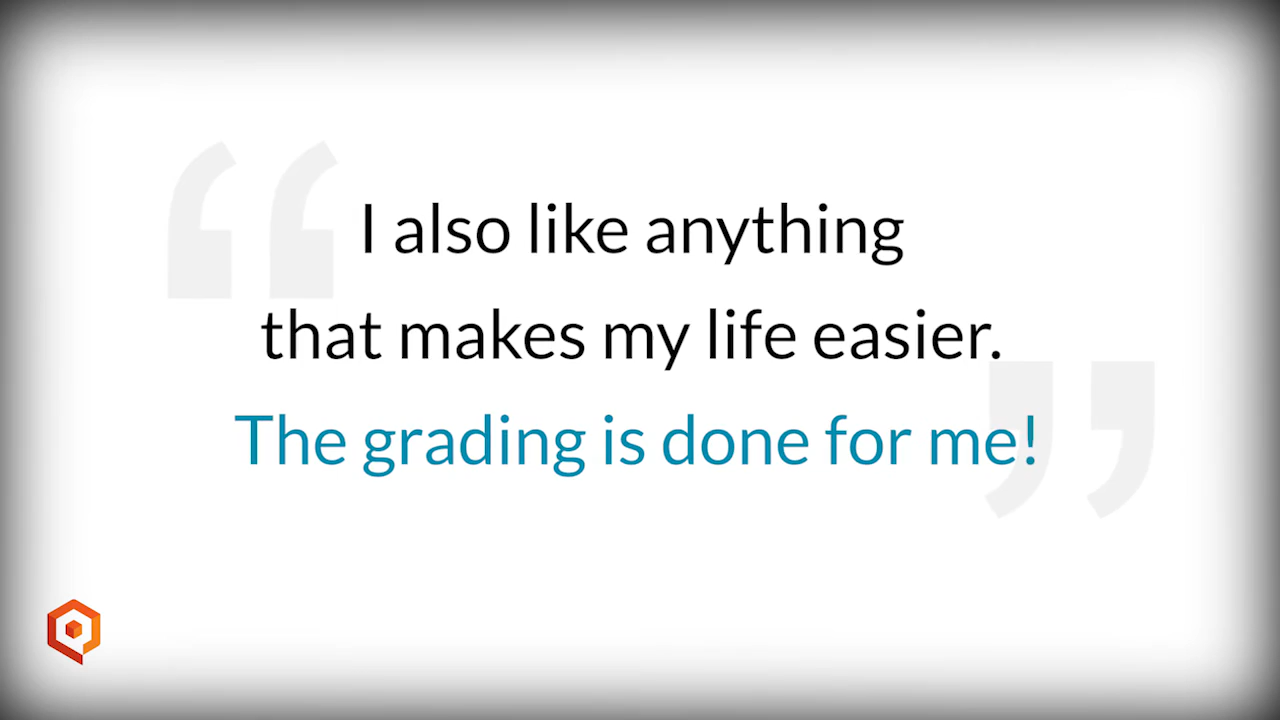 I also like anything
that makes my life easier.
The grading is done for me!